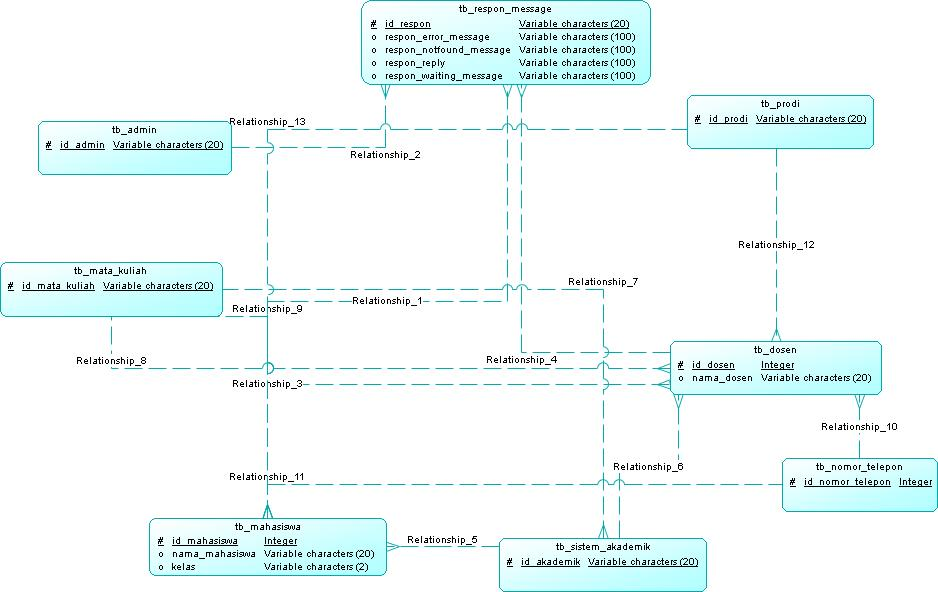 tb_respon_message
# id_respon Variable characters (20)
o respon_error_message Variable characters (100)
o respon_notfound_message Variable characters (100)
o respon_reply Variable characters (100)
o respon_waiting_message Variable characters (100)
tb_prodi
# id_prodi Variable characters (20)
Relationship_13
tb_admin
# id_admin Variable characters (20)
Relationship_2
Relationship_12
tb_mata_kuliah
# id_mata_kuliah Variable characters (20)
Relationship_7
Relationship_1
Relationship_9
tb_dosen
# id_dosen Integer
o nama_dosen Variable characters (20)
Relationship_8
Relationship_4
Relationship_3
Relationship_10
Relationship_6
tb_nomor_telepon
# id_nomor_telepon Integer
Relationship_11
tb_mahasiswa
# id_mahasiswa Integer
o nama_mahasiswa Variable characters (20)
o kelas Variable characters (2)
Relationship_5
tb_sistem_akademik
# id_akademik Variable characters (20)